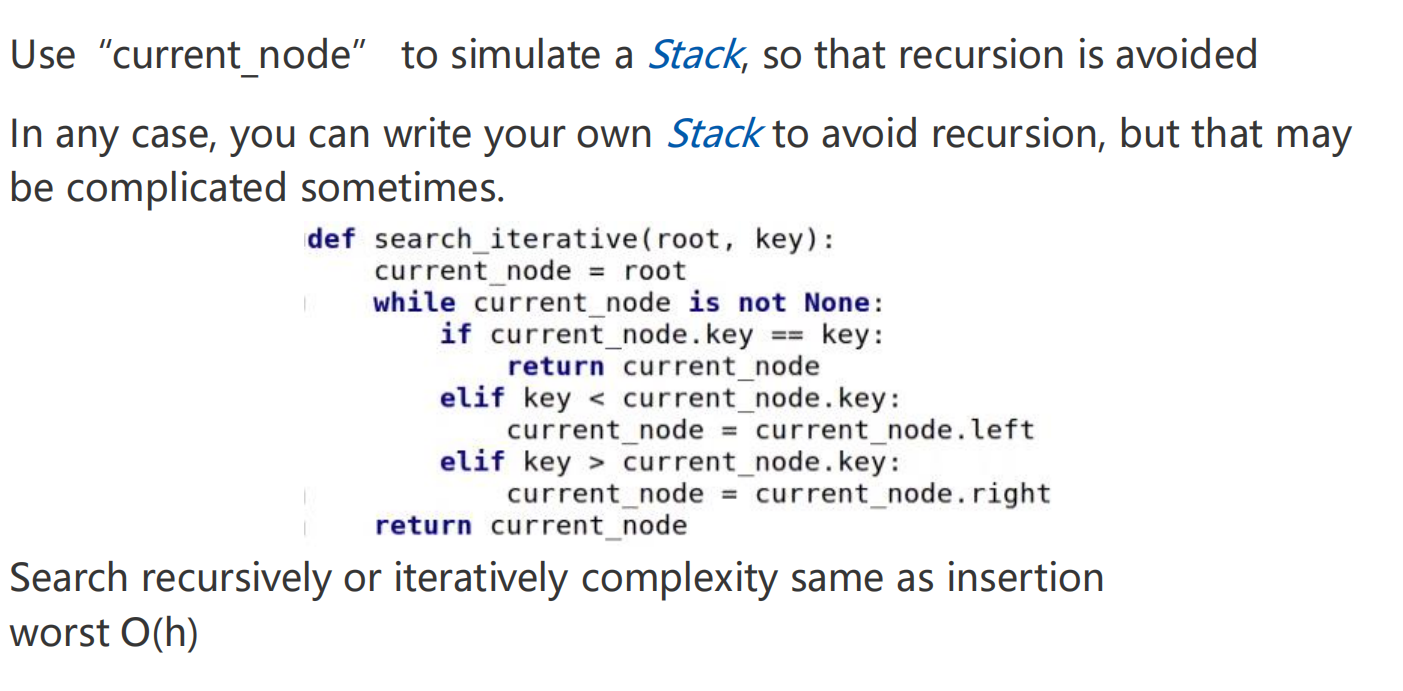 Use “current_node” to simulate a Stack, so that recursion is avoided
In any case, you can write your own Stack to avoid recursion, but that may
be complicated sometimes.
def search_iterative(root, key):
    current_node = root
    while current_node is not None:
        if current_node.key == key:
            return current_node
        elif key < current_node.key:
            current_node = current_node.left
        elif key > current_node.key:
            current_node = current_node.right
    return current_node
Search recursively or iteratively complexity same as insertion
worst O(h)